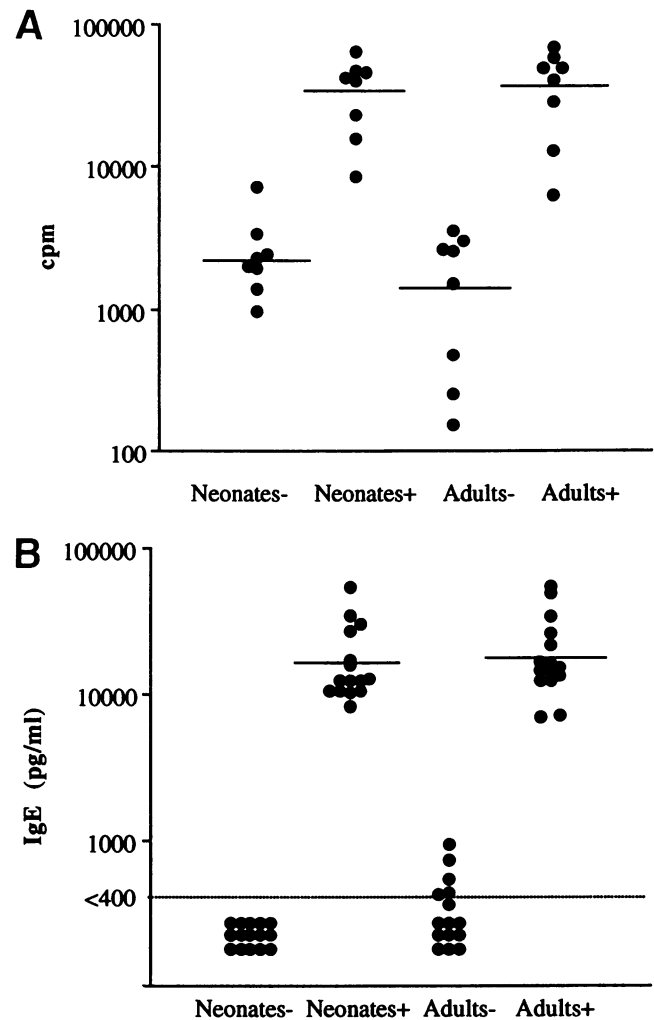 A
100000
10000
cpm
1000
100
Neonates- Neonates+ Adults- Adults+
B
100000
10000
IgE (pg/ml)
1000
<400
Neonates- Neonates+ Adults- Adults+